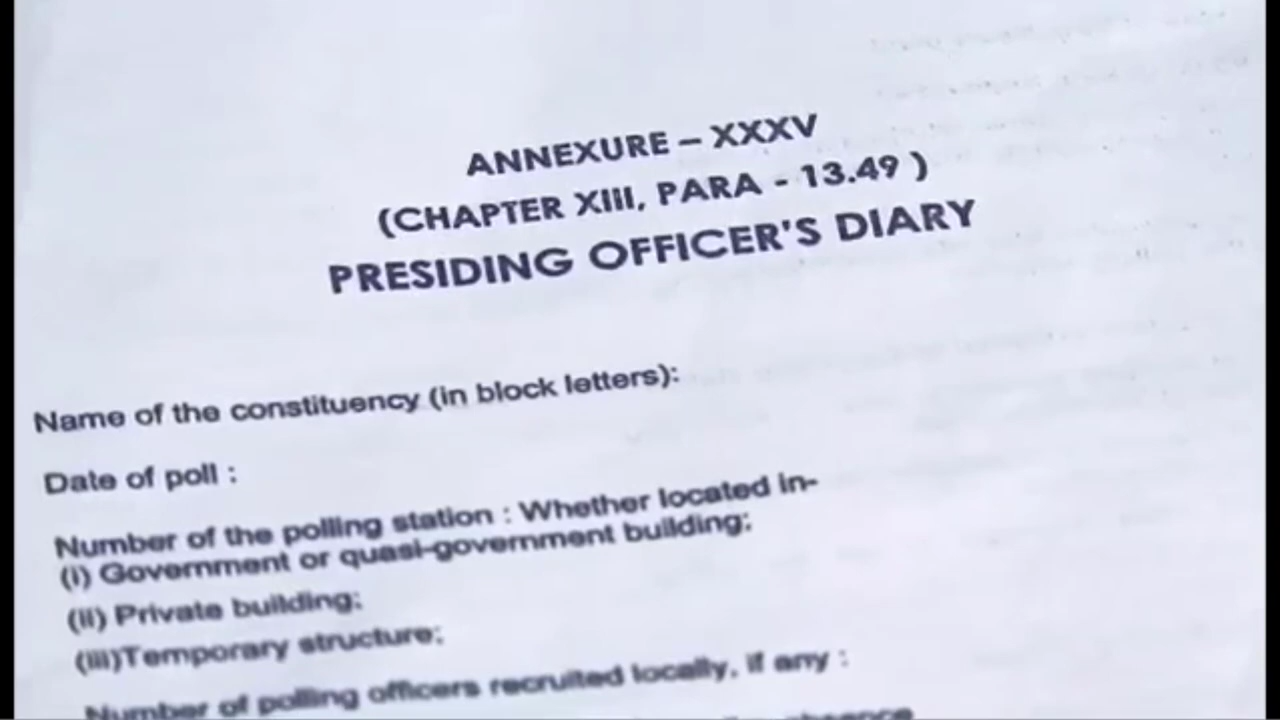 ANNEXURE – XXXV
(CHAPTER XIII, PARA - 13.49 )
PRESIDING OFFICER'S DIARY
Name of the constituency (in block letters):
Date of poll :
Number of the polling station : Whether located in-
(i) Government or quasi-government building;
(ii) Private building;
(iii)Temporary structure;
Number of polling officers recruited locally, if any :
absence